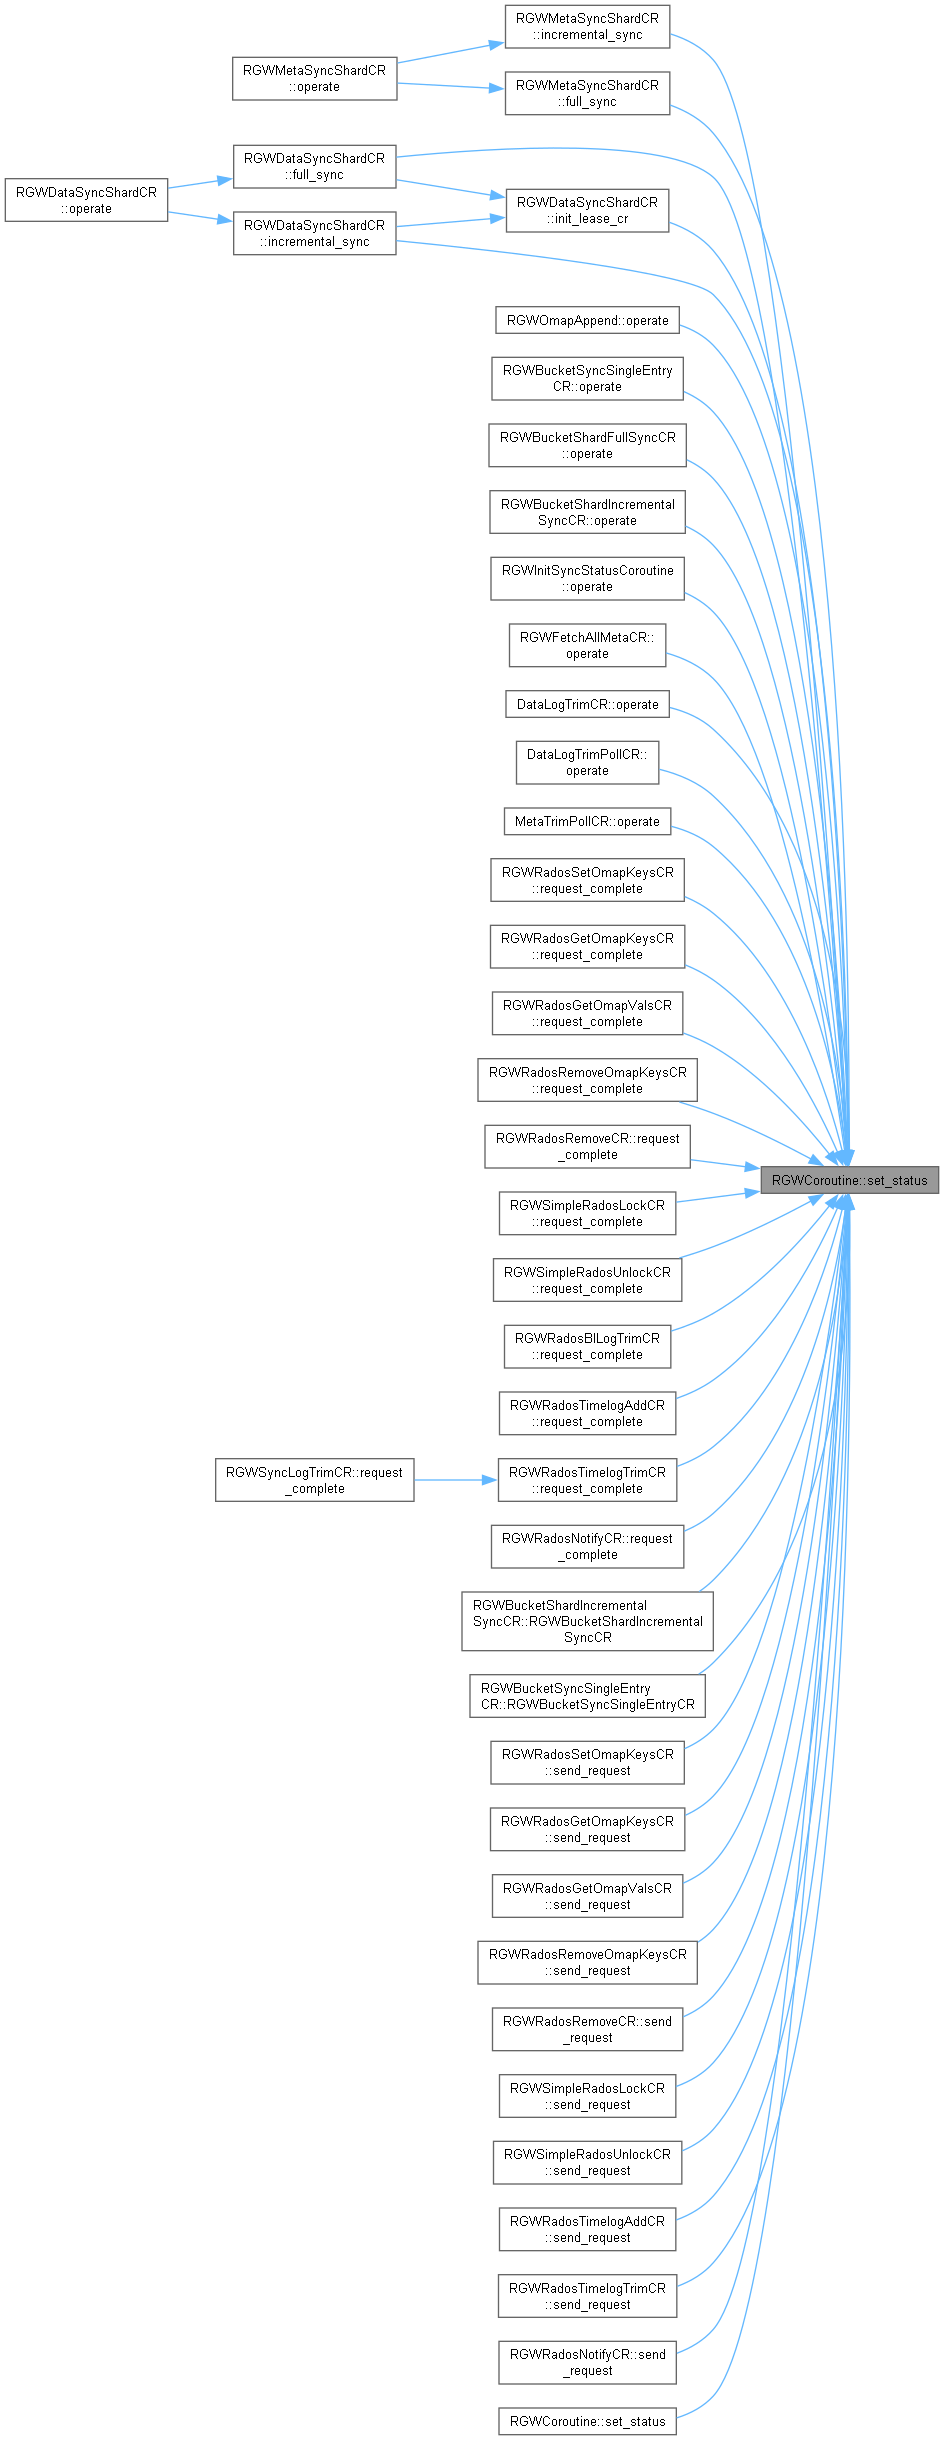 RGWMetaSyncShardCR
::incremental_sync
RGWMetaSyncShardCR
::operate
RGWMetaSyncShardCR
::full_sync
RGWDataSyncShardCR
::full_sync
RGWDataSyncShardCR
::operate
RGWDataSyncShardCR
::init_lease_cr
RGWDataSyncShardCR
::incremental_sync
RGWOmapAppend::operate
RGWBucketSyncSingleEntry
CR::operate
RGWBucketShardFullSyncCR
::operate
RGWBucketShardIncremental
SyncCR::operate
RGWInitSyncStatusCoroutine
::operate
RGWFetchAllMetaCR::
operate
DataLogTrimCR::operate
DataLogTrimPollCR::
operate
MetaTrimPollCR::operate
RGWRadosSetOmapKeysCR
::request_complete
RGWRadosGetOmapKeysCR
::request_complete
RGWRadosGetOmapValsCR
::request_complete
RGWRadosRemoveOmapKeysCR
::request_complete
RGWRadosRemoveCR::request
_complete
RGWCoroutine::set_status
RGWSimpleRadosLockCR
::request_complete
RGWSimpleRadosUnlockCR
::request_complete
RGWRadosBILogTrimCR
::request_complete
RGWRadosTimelogAddCR
::request_complete
RGWSyncLogTrimCR::request
_complete
RGWRadosTimelogTrimCR
::request_complete
RGWRadosNotifyCR::request
_complete
RGWBucketShardIncremental
SyncCR::RGWBucketShardIncremental
SyncCR
RGWBucketSyncSingleEntry
CR::RGWBucketSyncSingleEntryCR
RGWRadosSetOmapKeysCR
::send_request
RGWRadosGetOmapKeysCR
::send_request
RGWRadosGetOmapValsCR
::send_request
RGWRadosRemoveOmapKeysCR
::send_request
RGWRadosRemoveCR::send
_request
RGWSimpleRadosLockCR
::send_request
RGWSimpleRadosUnlockCR
::send_request
RGWRadosTimelogAddCR
::send_request
RGWRadosTimelogTrimCR
::send_request
RGWRadosNotifyCR::send
_request
RGWCoroutine::set_status